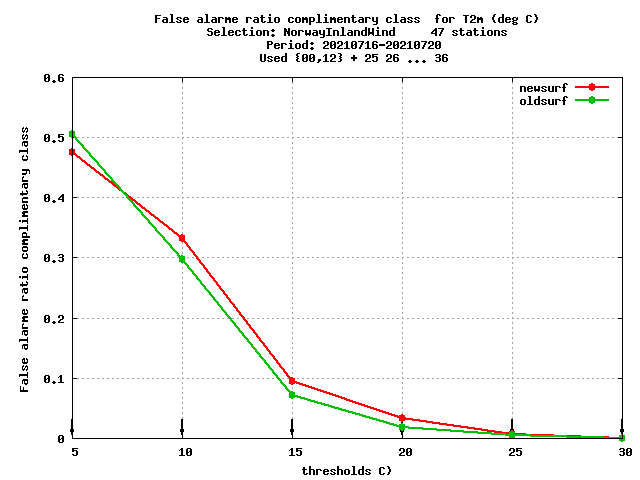 False alarme ratio complimentary class  for T2m (deg C)
Selection: NorwayInlandWind     47 stations
Period: 20210716-20210720
Used {00,12} + 25 26 ... 36
newsurf
oldsurf
False alarme ratio complimentary class
0.6
0.5
0.4
0.3
0.2
0.1
0
5 10 15 20 25 30
thresholds C)